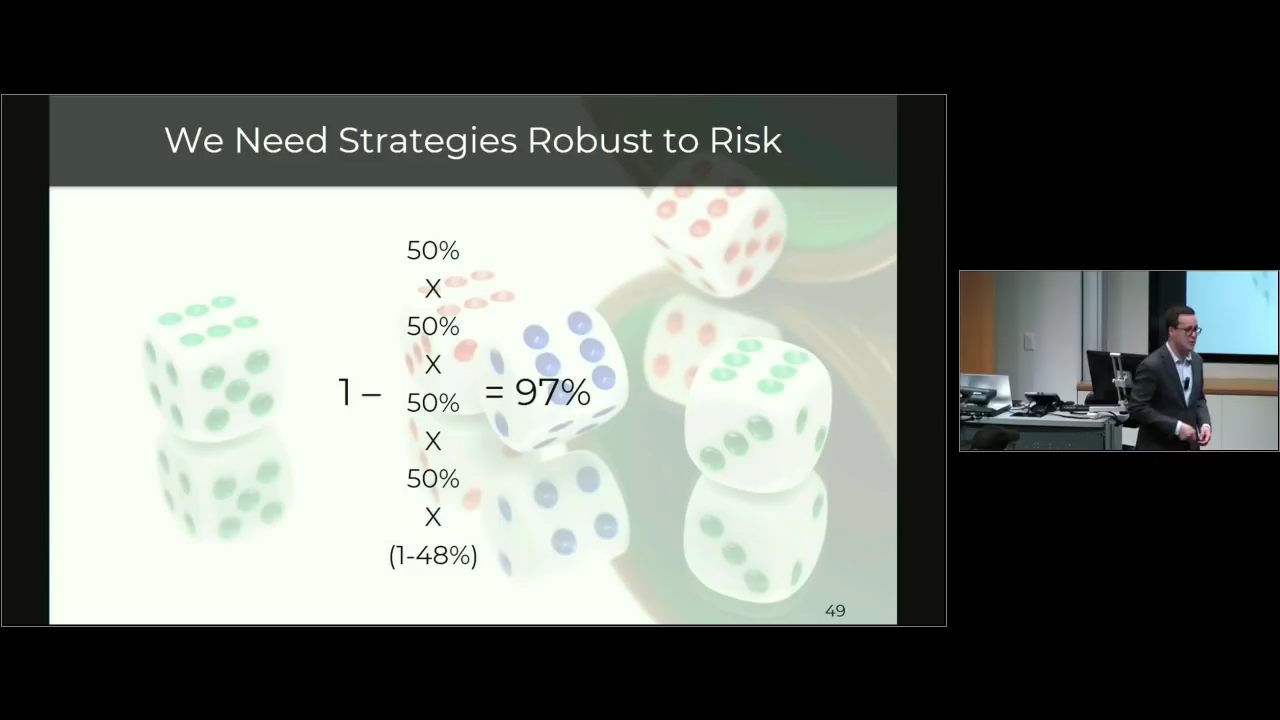 We Need Strategies Robust to Risk
50%
X
50%
X
1 – 50% = 97%
X
50%
X
(1-48%)
49